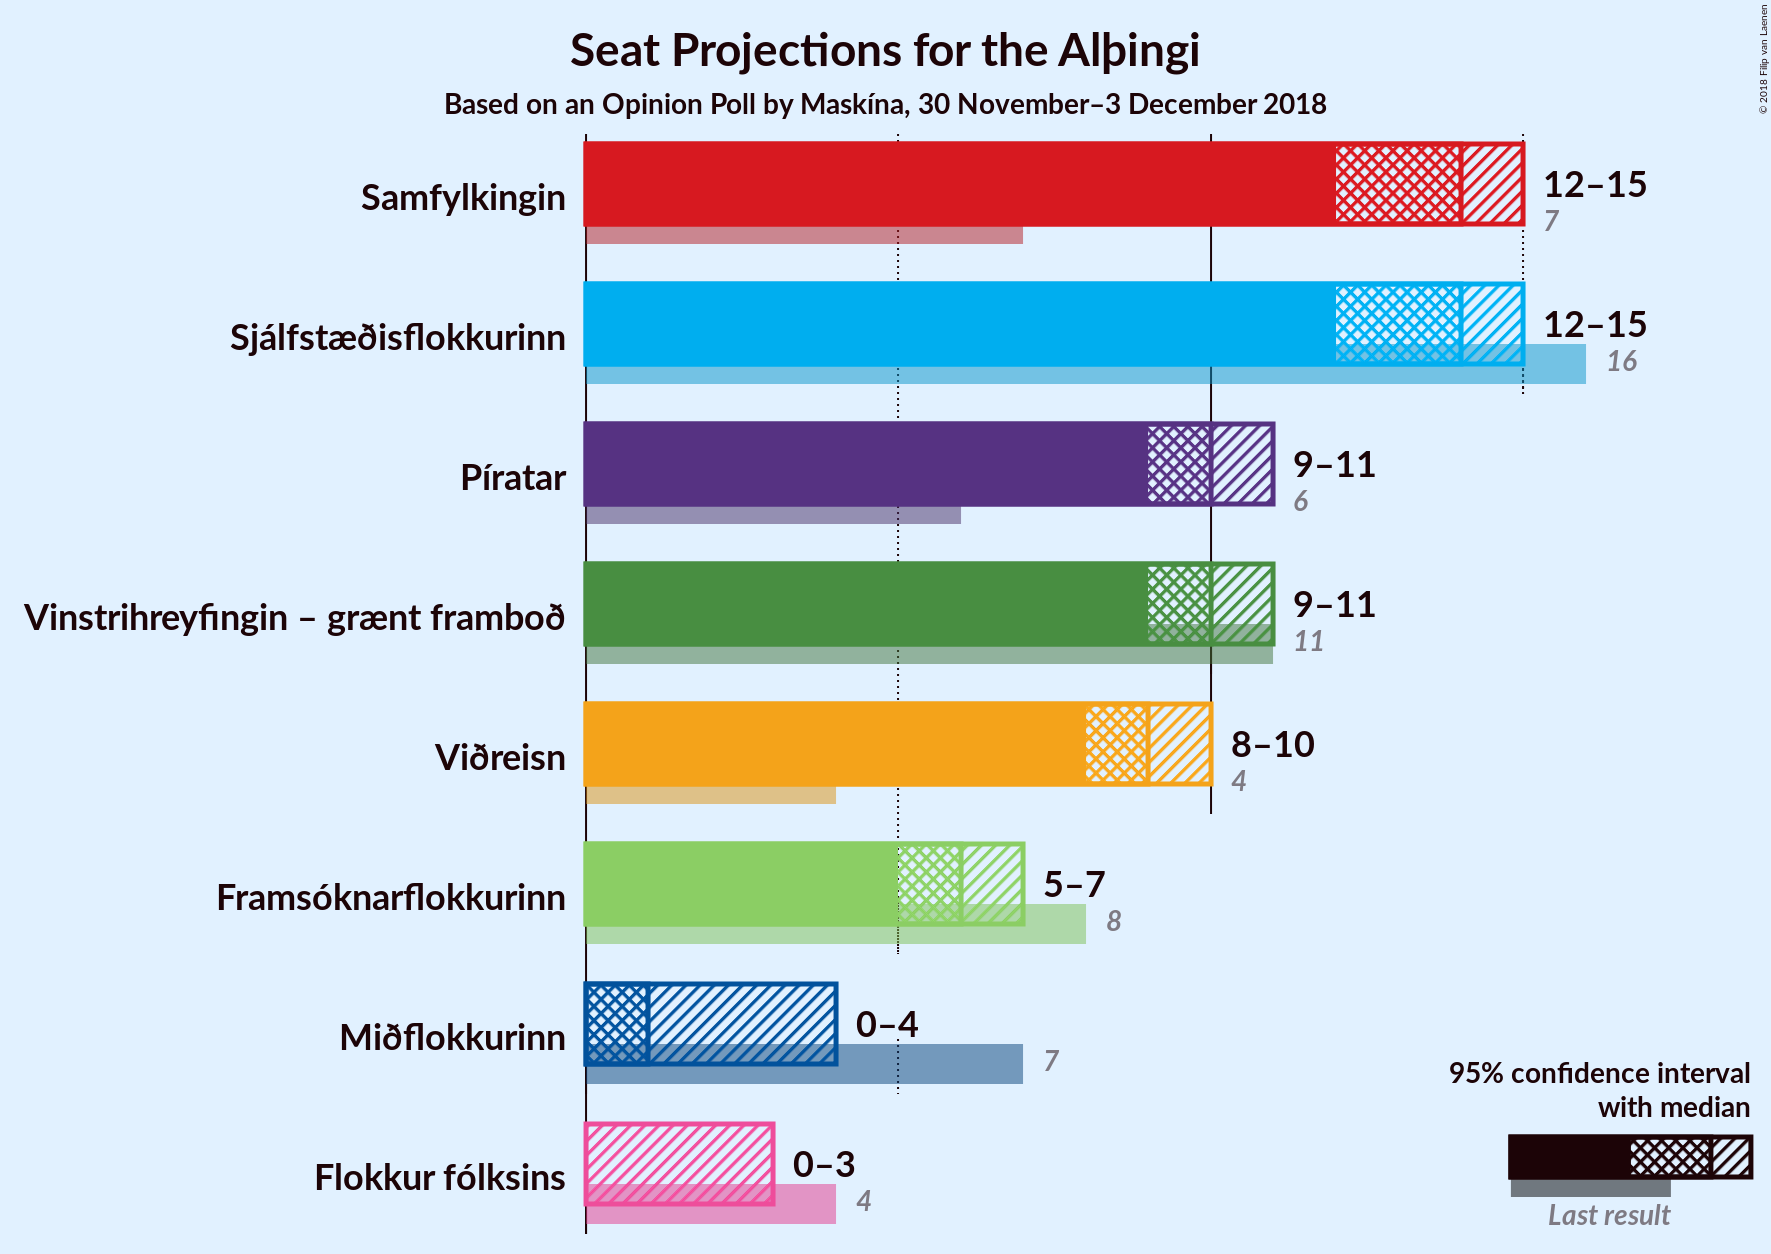 Seat Projections for the Alþingi
Based on an Opinion Poll by Maskína, 30 November–3 December 2018
© 2018 Filip van Laenen
Samfylkingin
12–15
7
Sjálfstæðisflokkurinn
12–15
16
Píratar
9–11
6
Vinstrihreyfingin – grænt framboð
9–11
11
Viðreisn
8–10
4
Framsóknarflokkurinn
5–7
8
Miðflokkurinn
0–4
7
Flokkur fólksins
0–3
4
95% confidence interval
with median
Last result